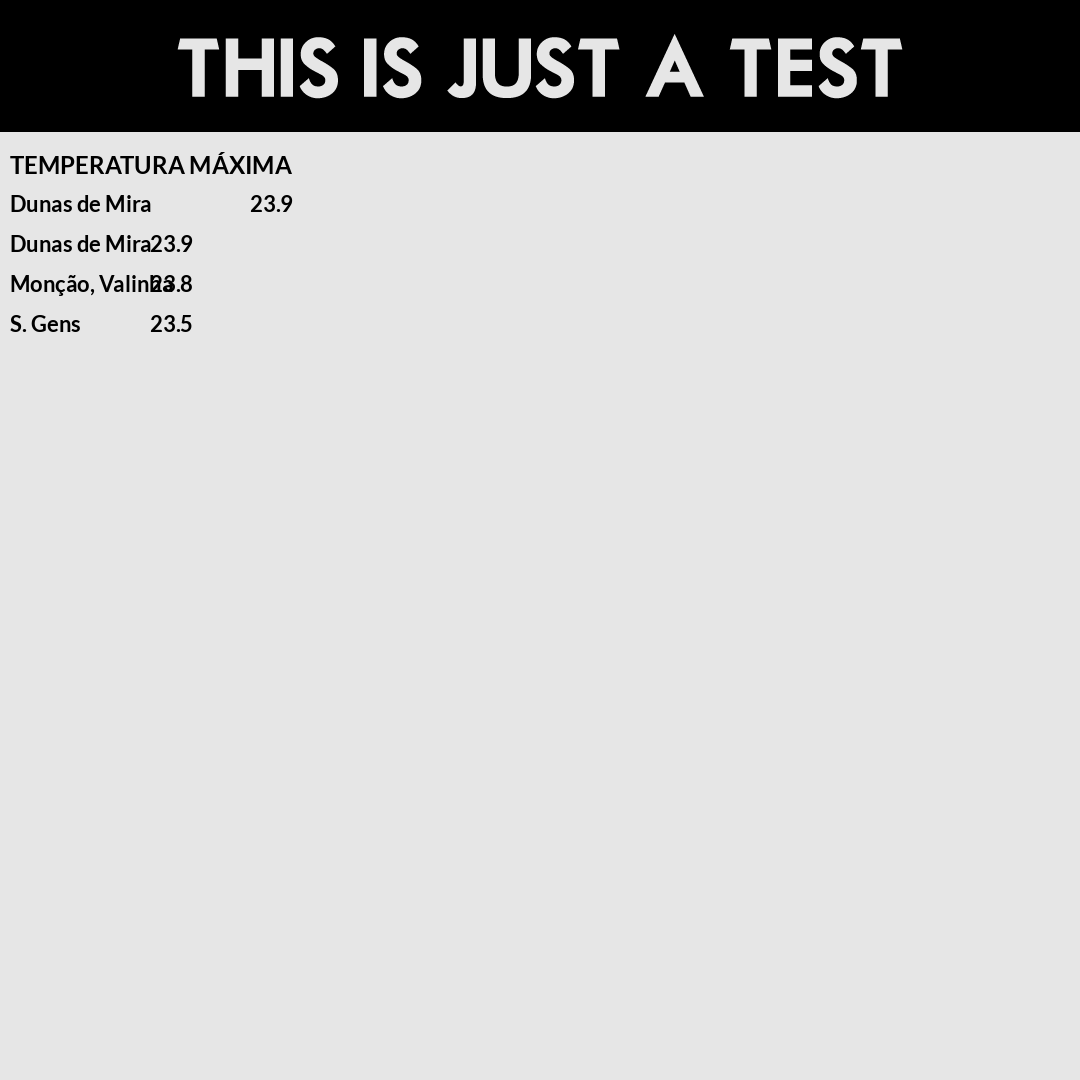 THIS IS JUST A TEST
TEMPERATURA MÁXIMA
Dunas de Mira 23.9
Dunas de Mira 23.9
Monção, Valinha 23.8
S. Gens 23.5